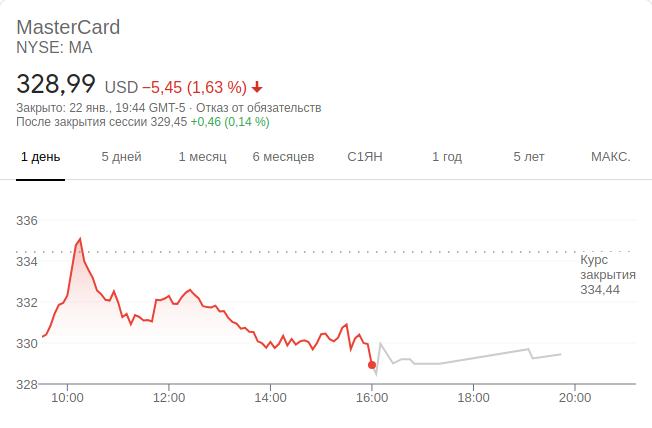 MasterCard
NYSE: MA
328,99 USD −5,45 (1,63 %)
Закрыто: 22 янв., 19:44 GMT-5 · Отказ от обязательств
После закрытия сессии 329,45 +0,46 (0,14 %)
1 день 5 дней 1 месяц 6 месяцев С1ЯН 1 год 5 лет МАКС.
336
334
332
330
328
Курс
закрытия
334,44
10:00 12:00 14:00 16:00 18:00 20:00